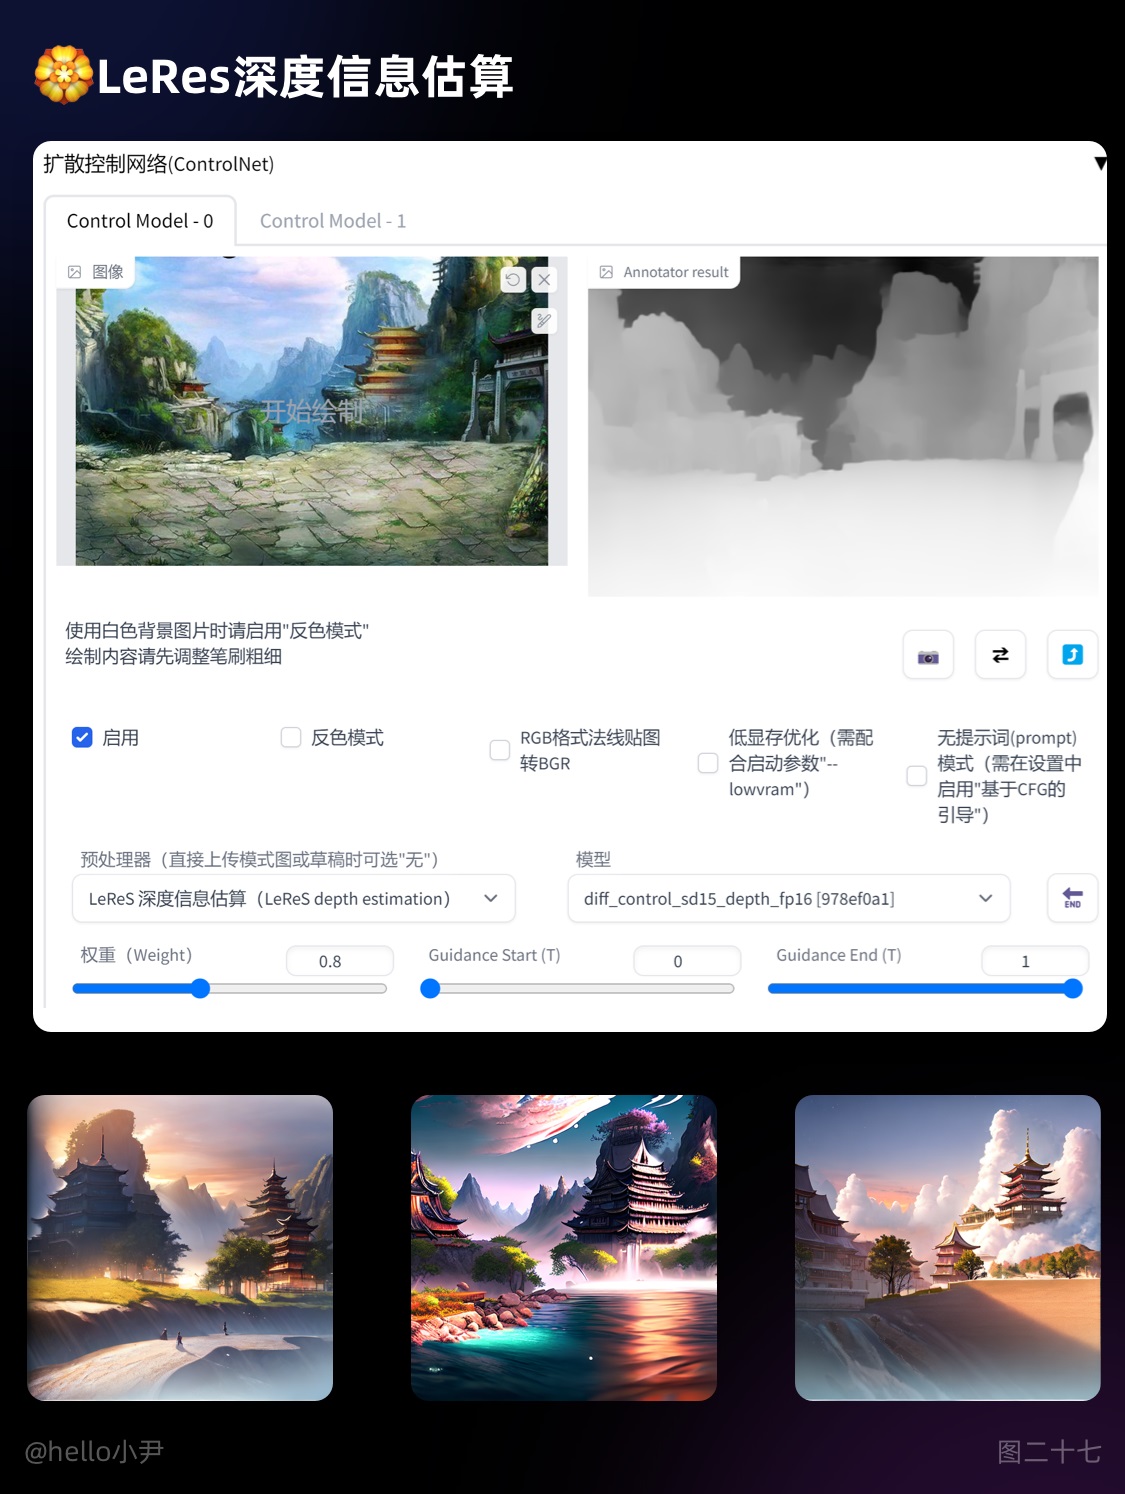 LeRes深度信息估算
扩散控制网络(ControlNet)
Control Model - 0
Control Model - 1
图像
Annotator result
开始绘制
使用白色背景图片时请启用"反色模式"
绘制内容请先调整笔刷粗细
启用
反色模式
RGB格式法线贴图
转BGR
低显存优化（需配
合启动参数"--
lowvram"）
无提示词(prompt)
模式（需在设置中
启用"基于CFG的
引导"）
预处理器（直接上传模式图或草稿时可选"无"）
模型
LeReS 深度信息估算（LeReS depth estimation）
diff_control_sd15_depth_fp16 [978ef0a1]
END
权重（Weight）
0.8
Guidance Start (T)
0
Guidance End (T)
1
@hello小尹
图二十七